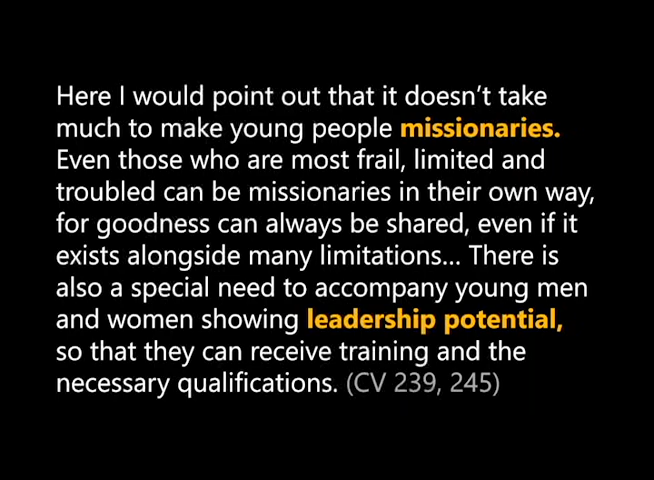 Here I would point out that it doesn’t take
much to make young people missionaries.
Even those who are most frail, limited and
troubled can be missionaries in their own way,
for goodness can always be shared, even if it
exists alongside many limitations... There is
also a special need to accompany young men
and women showing leadership potential,
so that they can receive training and the
necessary qualifications. (CV 239, 245)